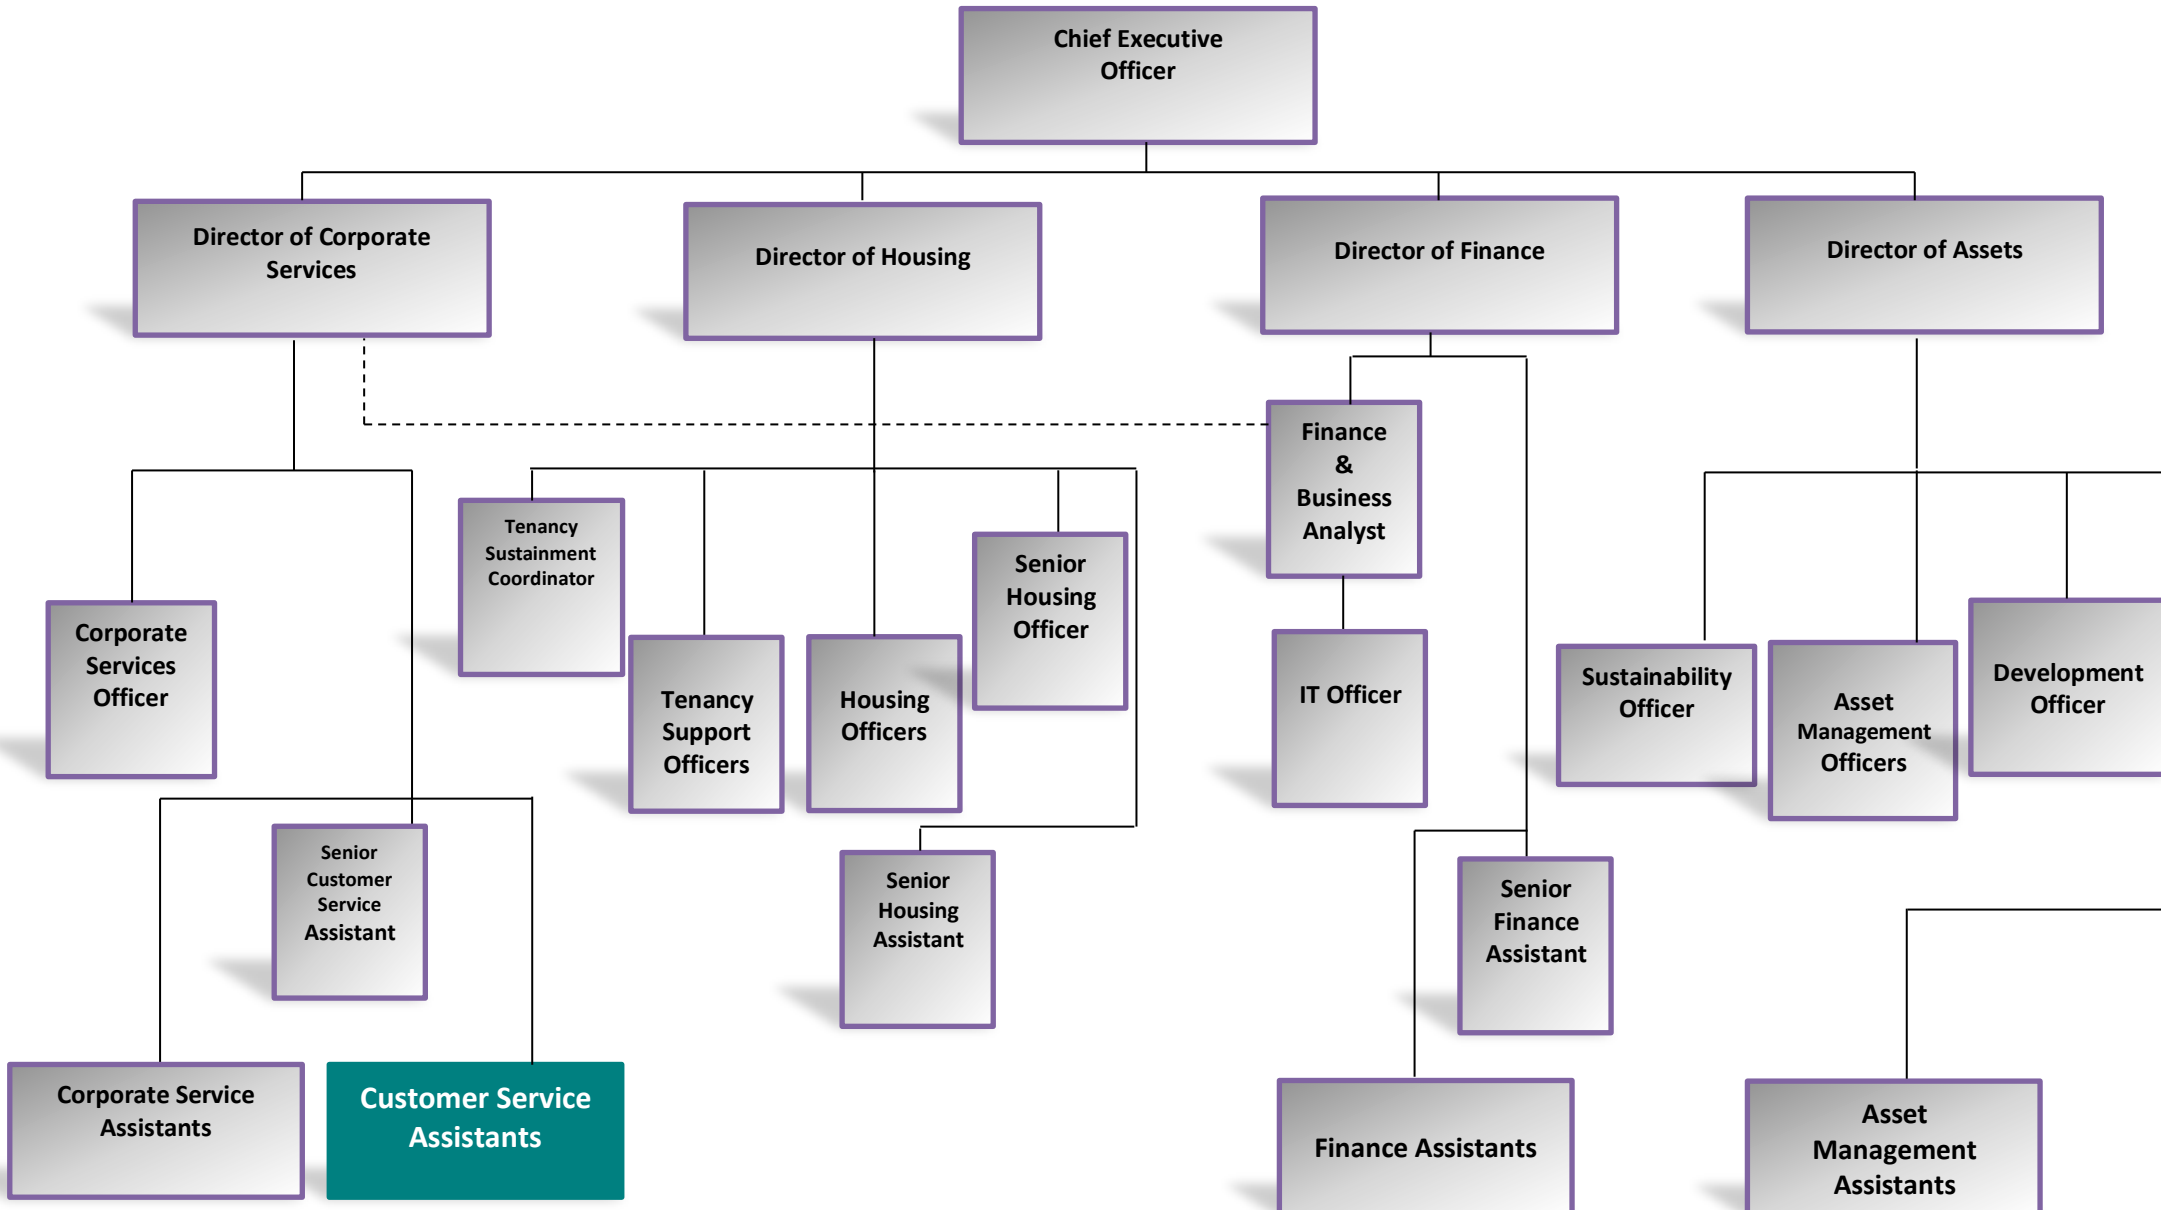 Chief Executive
Officer
Director of Corporate
Services
Director of Housing
Director of Finance
Director of Assets
Finance
&
Business
Analyst
Tenancy
Sustainment
Coordinator
Senior
Housing
Officer
Corporate
Services
Officer
Tenancy
Support
Officers
Housing
Officers
IT Officer
Sustainability
Officer
Asset
Management
Officers
Development
Officer
Senior
Customer
Service
Assistant
Senior
Housing
Assistant
Senior
Finance
Assistant
Corporate Service
Assistants
Customer Service
Assistants
Finance Assistants
Asset
Management
Assistants